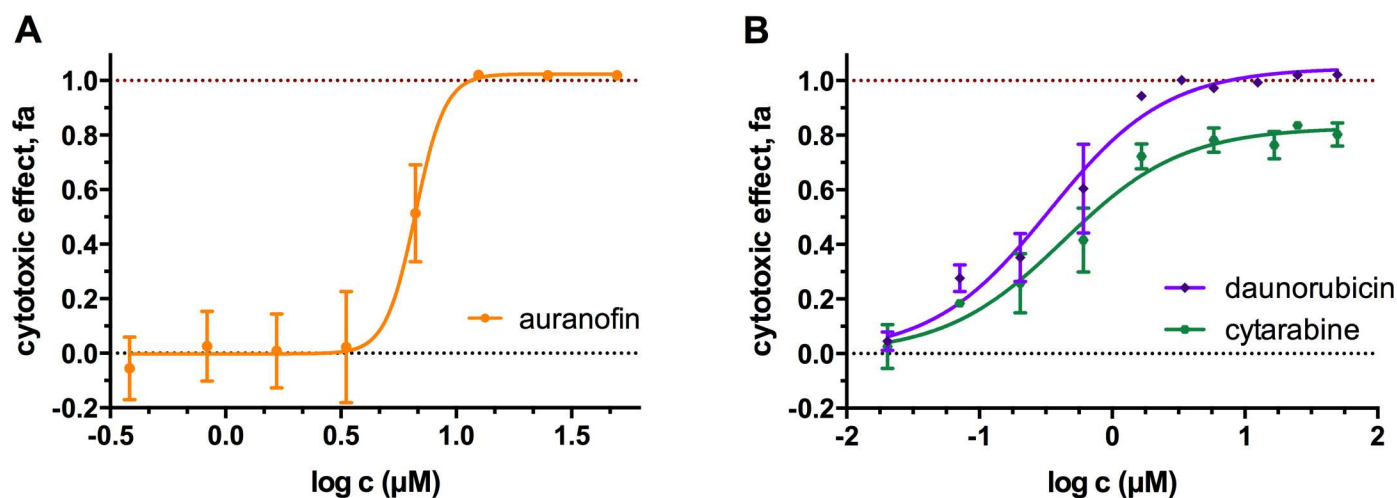 A
cytotoxic effect, fa
1.0
0.8
0.6
0.4
0.2
0.0
-0.2
-0.5
0.0
0.5
1.0
1.5
log c (µM)
auranofin
B
cytotoxic effect, fa
1.0
0.8
0.6
0.4
0.2
0.0
-0.2
-2
-1
0
1
2
log c (µM)
daunorubicin
cytarabine